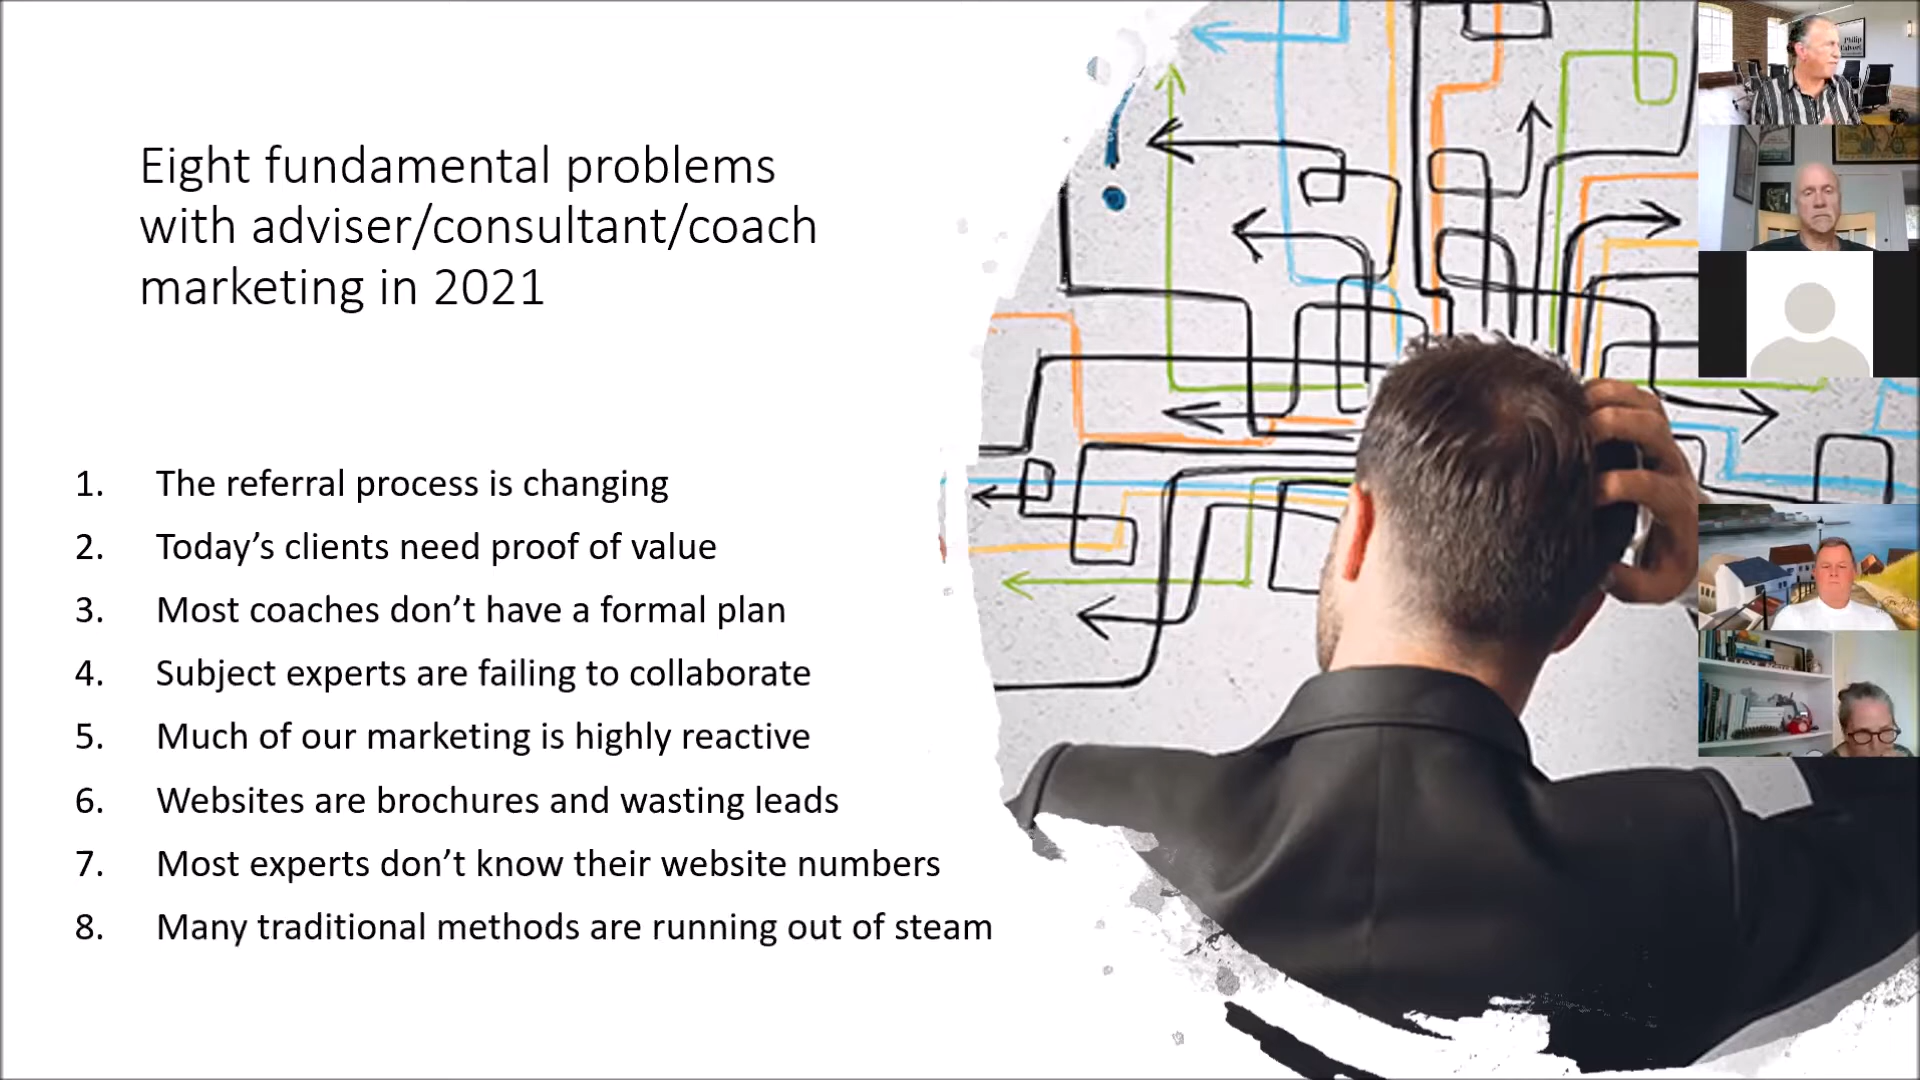 Eight fundamental problems
with adviser/consultant/coach
marketing in 2021
1. The referral process is changing
2. Today’s clients need proof of value
3. Most coaches don’t have a formal plan
4. Subject experts are failing to collaborate
5. Much of our marketing is highly reactive
6. Websites are brochures and wasting leads
7. Most experts don’t know their website numbers
8. Many traditional methods are running out of steam
Philip
Calvert